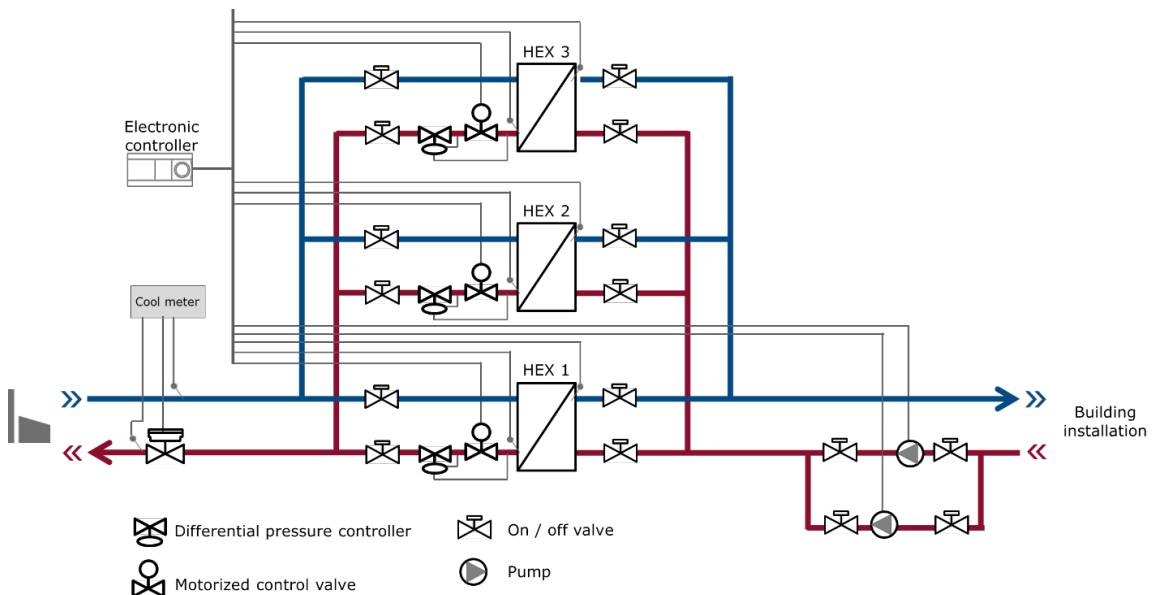 HEX 3
Electronic
controller
HEX 2
Cool meter
HEX 1
Building
installation
Differential pressure controller
On / off valve
Motorized control valve
Pump